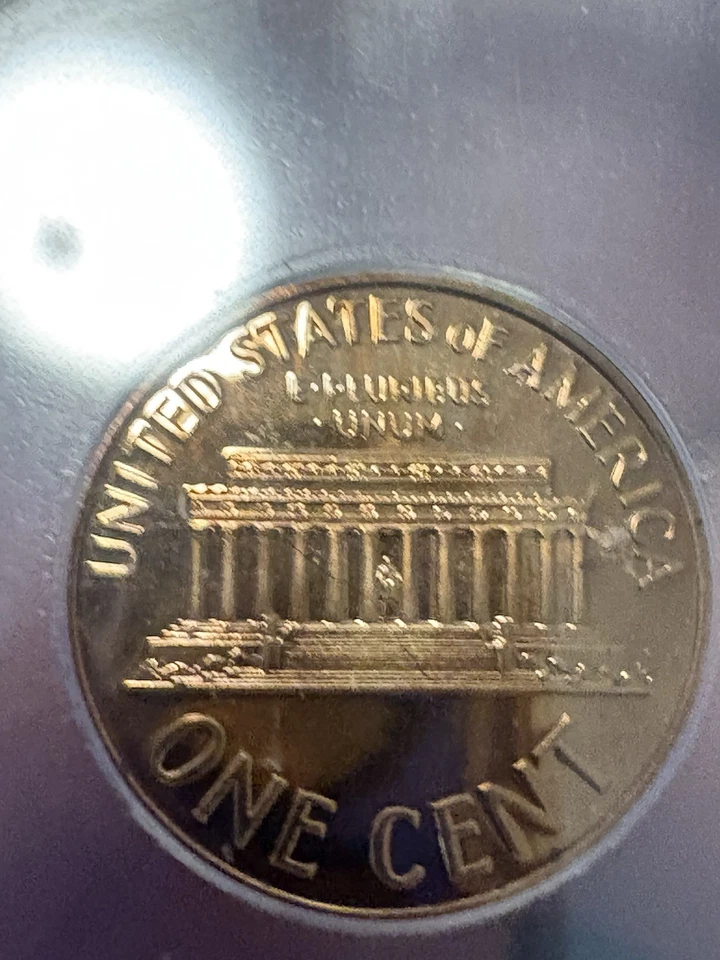 UNITED STATES of AMERICA
E·PLURIBUS
·UNUM·
ONE CENT